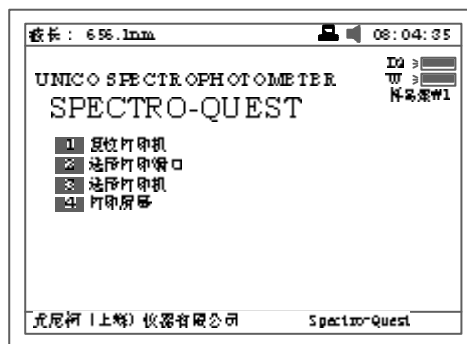 波长： 656.1nm 08:04:35
D2
W
样品架#1
UNICO SPECTROPHOTOMETER
SPECTRO-QUEST
1 复位打印机
2 选择打印端口
3 选择打印机
4 打印屏幕
尤尼柯（上海）仪器有限公司 Spectro-Quest